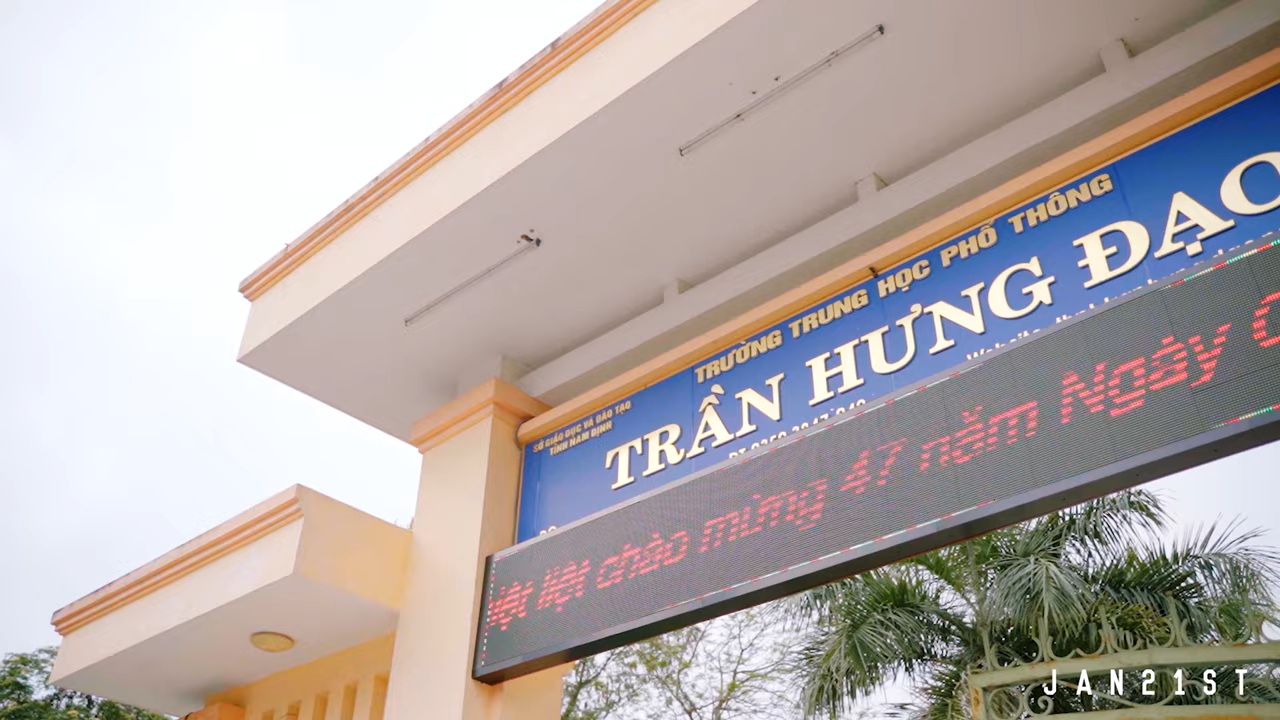 SỞ GIÁO DỤC VÀ ĐÀO TẠO
TỈNH NAM ĐỊNH
TRƯỜNG TRUNG HỌC PHỔ THÔNG
TRẦN HƯNG ĐẠO
liệt chào mừng 47 năm Ngày
JAN21ST